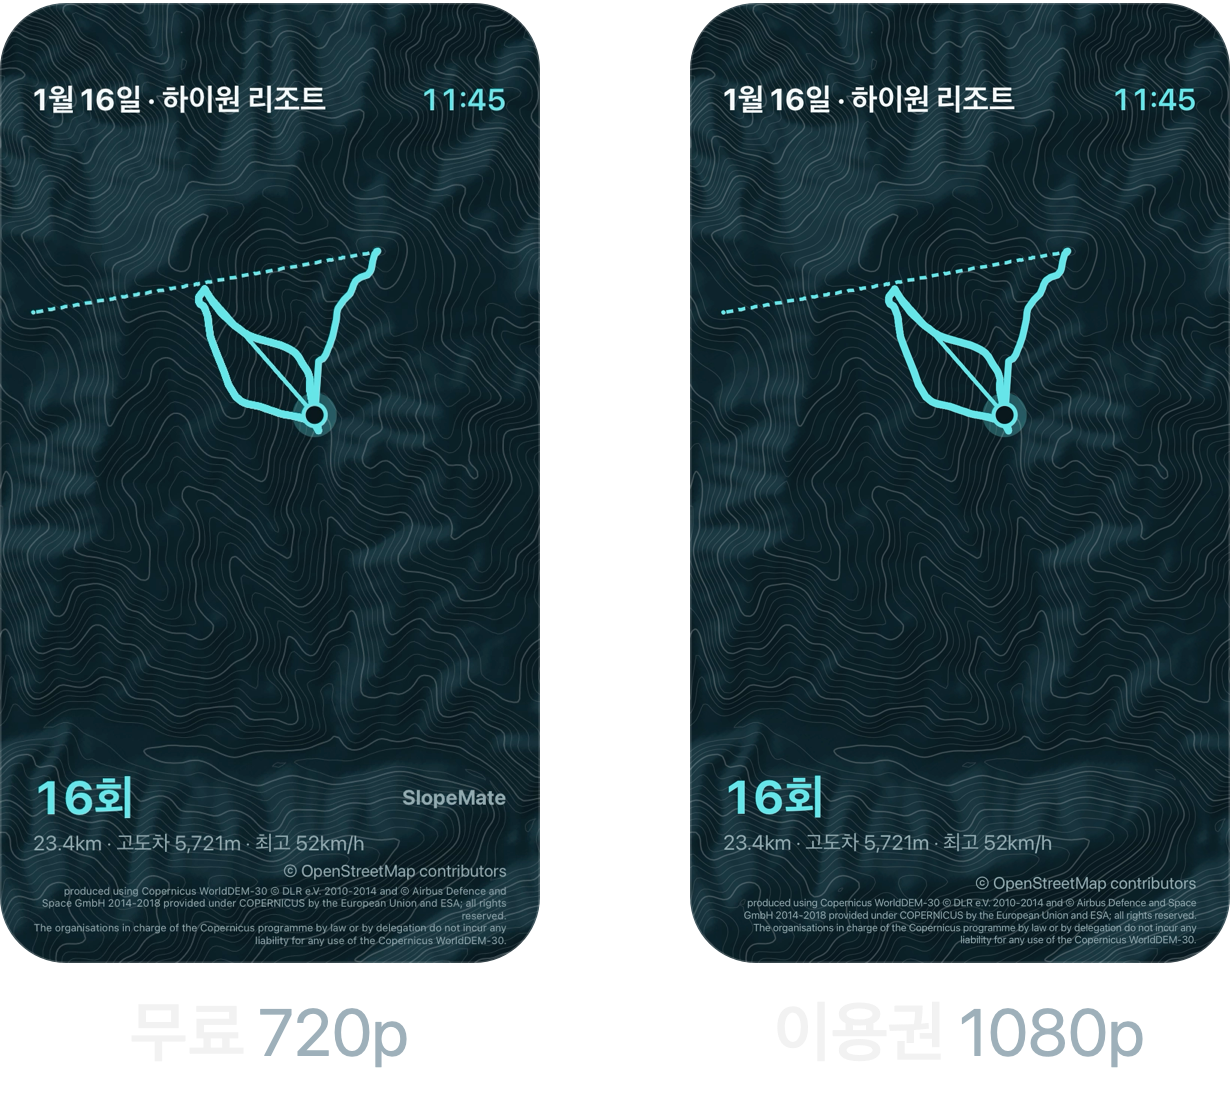 1월 16일 · 하이원 리조트 11:45
16회 SlopeMate
23.4km · 고도차 5,721m · 최고 52km/h
© OpenStreetMap contributors
produced using Copernicus WorldDEM-30 © DLR e.V. 2010-2014 and © Airbus Defence and
Space GmbH 2014-2018 provided under COPERNICUS by the European Union and ESA; all rights
reserved.
The organisations in charge of the Copernicus programme by law or by delegation do not incur any
liability for any use of the Copernicus WorldDEM-30.
무료 720p
1월 16일 · 하이원 리조트 11:45
16회
23.4km · 고도차 5,721m · 최고 52km/h
© OpenStreetMap contributors
produced using Copernicus WorldDEM-30 © DLR e.V. 2010-2014 and © Airbus Defence and Space
GmbH 2014-2018 provided under COPERNICUS by the European Union and ESA; all rights reserved.
The organisations in charge of the Copernicus programme by law or by delegation do not incur any
liability for any use of the Copernicus WorldDEM-30.
이용권 1080p